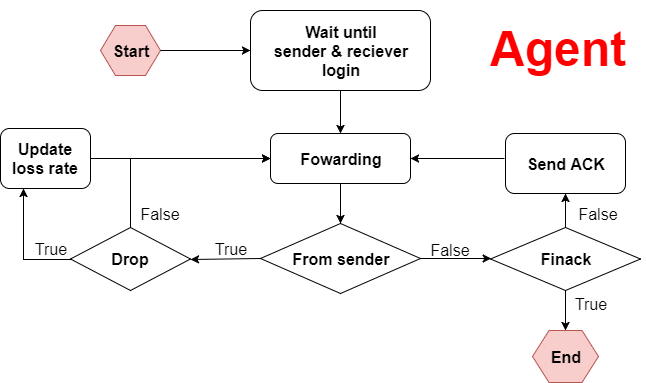 Agent
Start
Wait until
sender & reciever
login
Update
loss rate
Fowarding
Send ACK
False
False
True
Drop
True
From sender
False
Finack
True
End